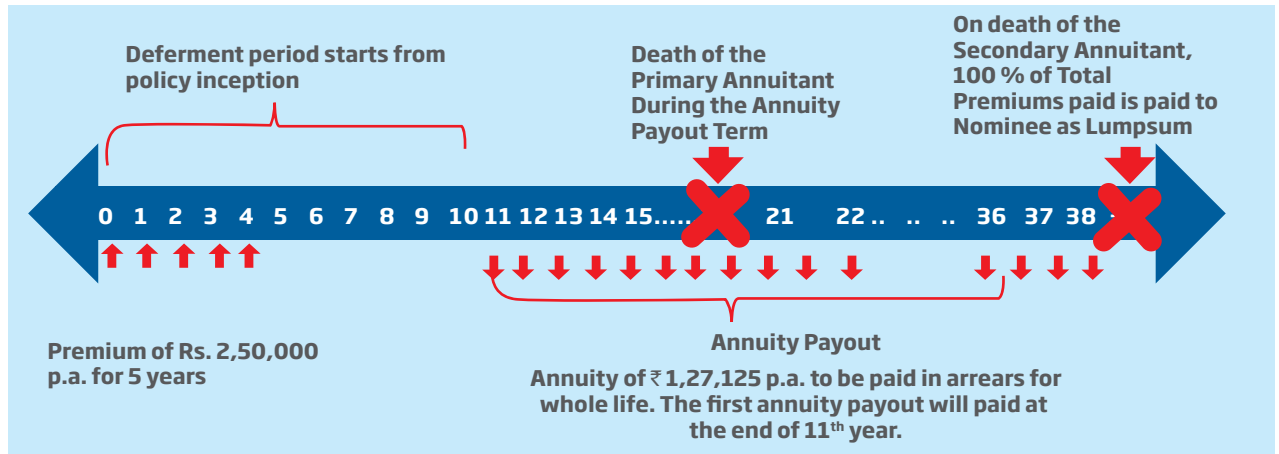 Deferment period starts from
policy inception
Death of the
Primary Annuitant
During the Annuity
Payout Term
On death of the
Secondary Annuitant,
100 % of Total
Premiums paid is paid to
Nominee as Lumpsum
0 1 2 3 4 5 6 7 8 9 10 11 12 13 14 15..... 21 22 .. .. .. 36 37 38
Premium of Rs. 2,50,000
p.a. for 5 years
Annuity Payout
Annuity of ₹ 1,27,125 p.a. to be paid in arrears for
whole life. The first annuity payout will paid at
the end of 11th year.